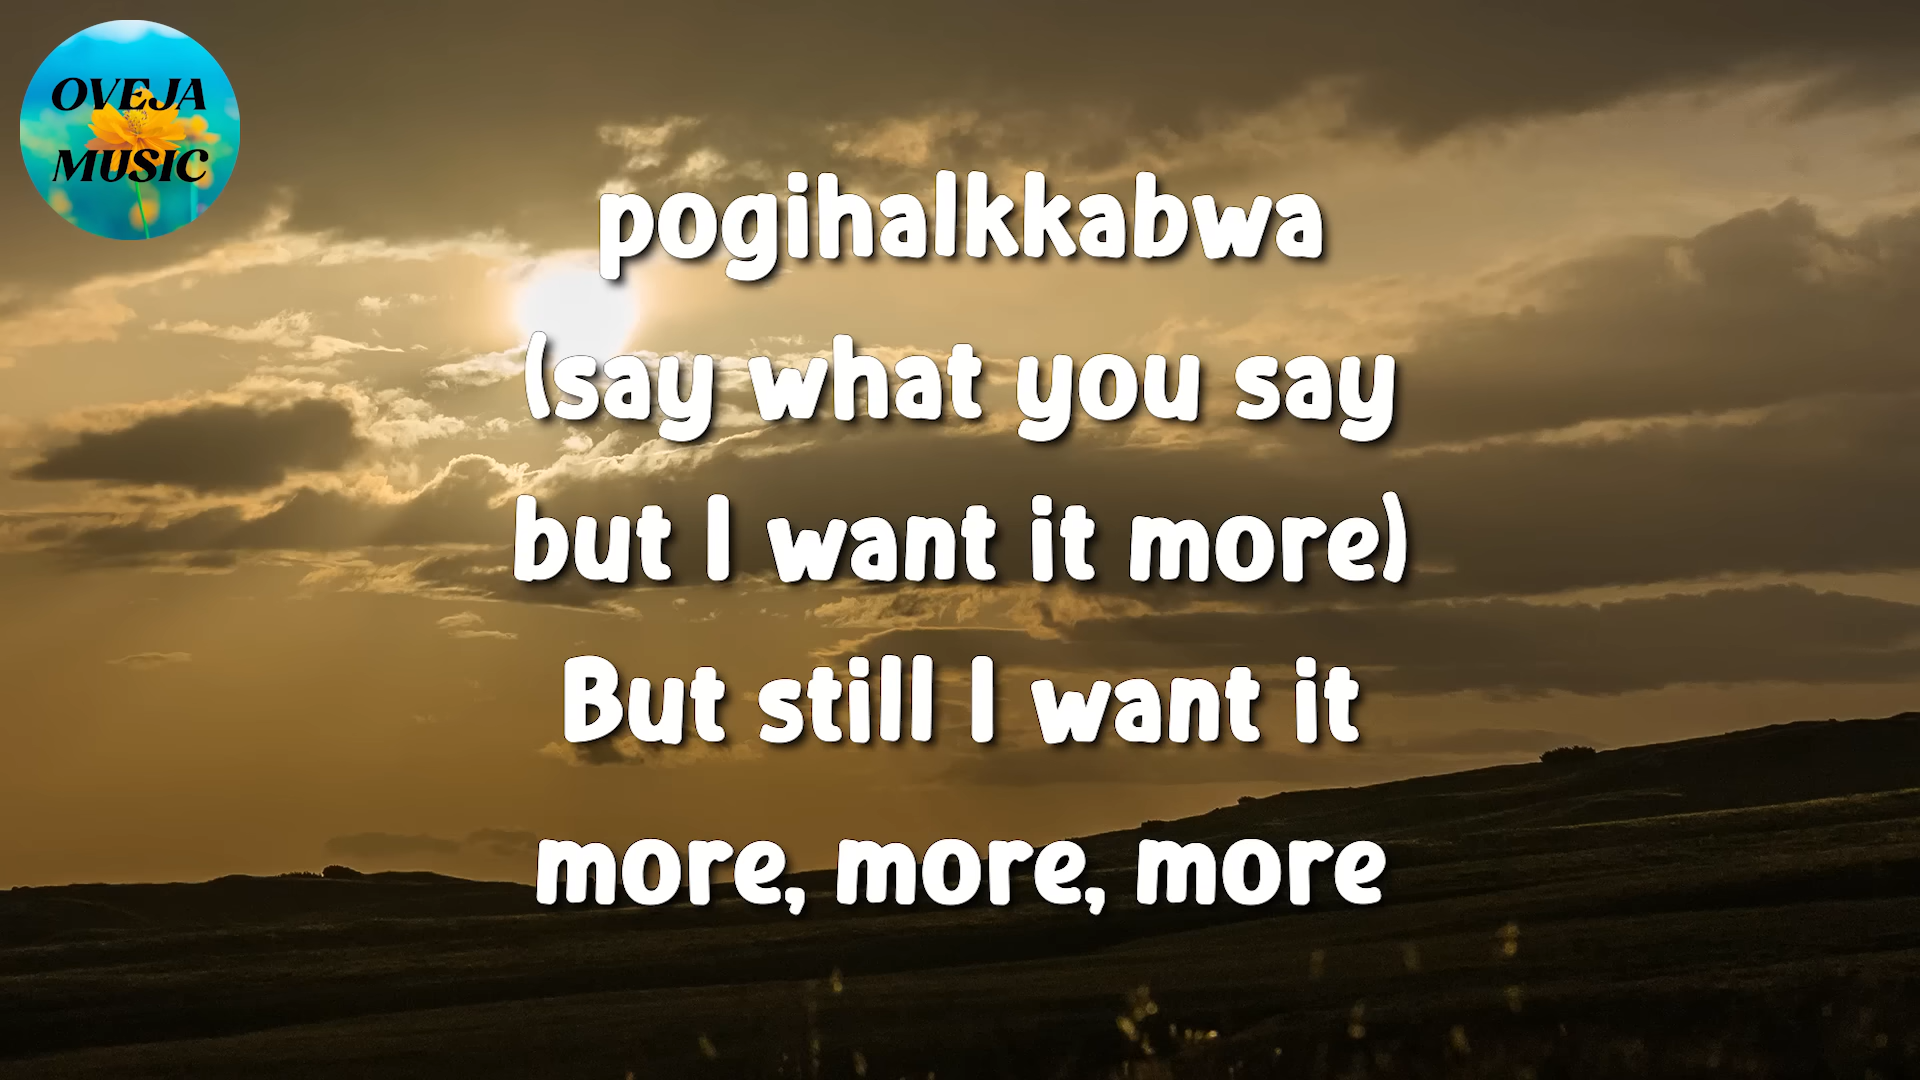 OVEJA
MUSIC
pogihalkkabwa
(say what you say
but I want it more)
But still I want it
more, more, more